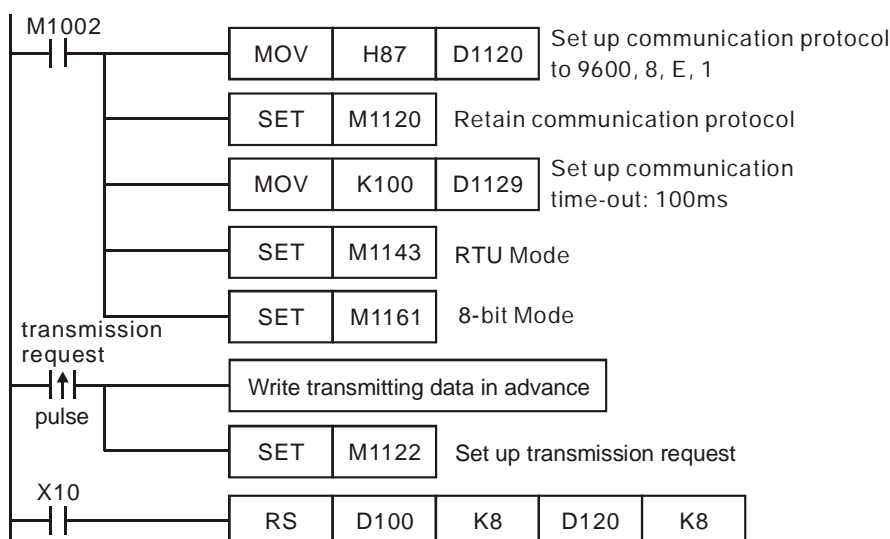 M1002
MOV H87 D1120 Set up communication protocol
to 9600, 8, E, 1
SET M1120 Retain communication protocol
MOV K100 D1129 Set up communication
time-out: 100ms
SET M1143 RTU Mode
SET M1161 8-bit Mode
transmission
request
pulse
Write transmitting data in advance
SET M1122 Set up transmission request
X10
RS D100 K8 D120 K8